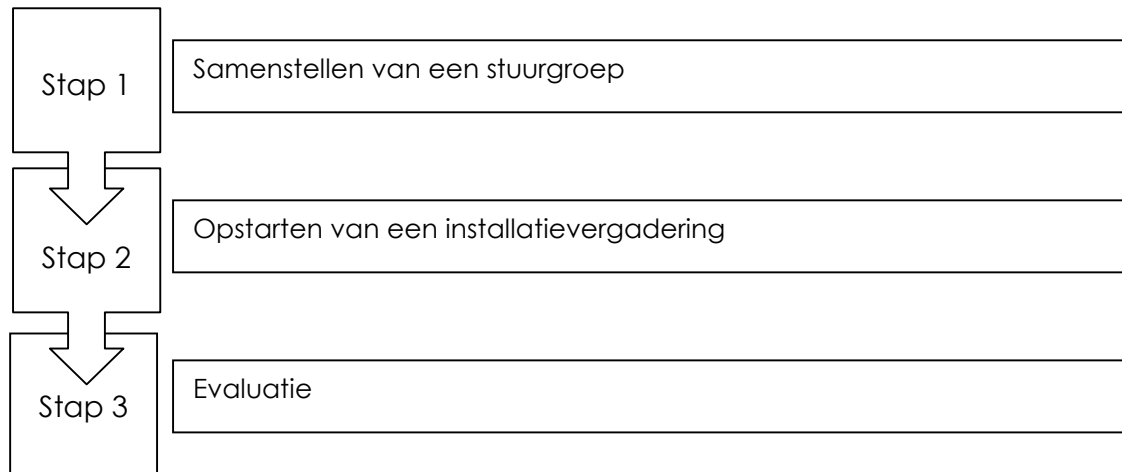 Stap 1
Samenstellen van een stuurgroep
Stap 2
Opstarten van een installatievergadering
Stap 3
Evaluatie